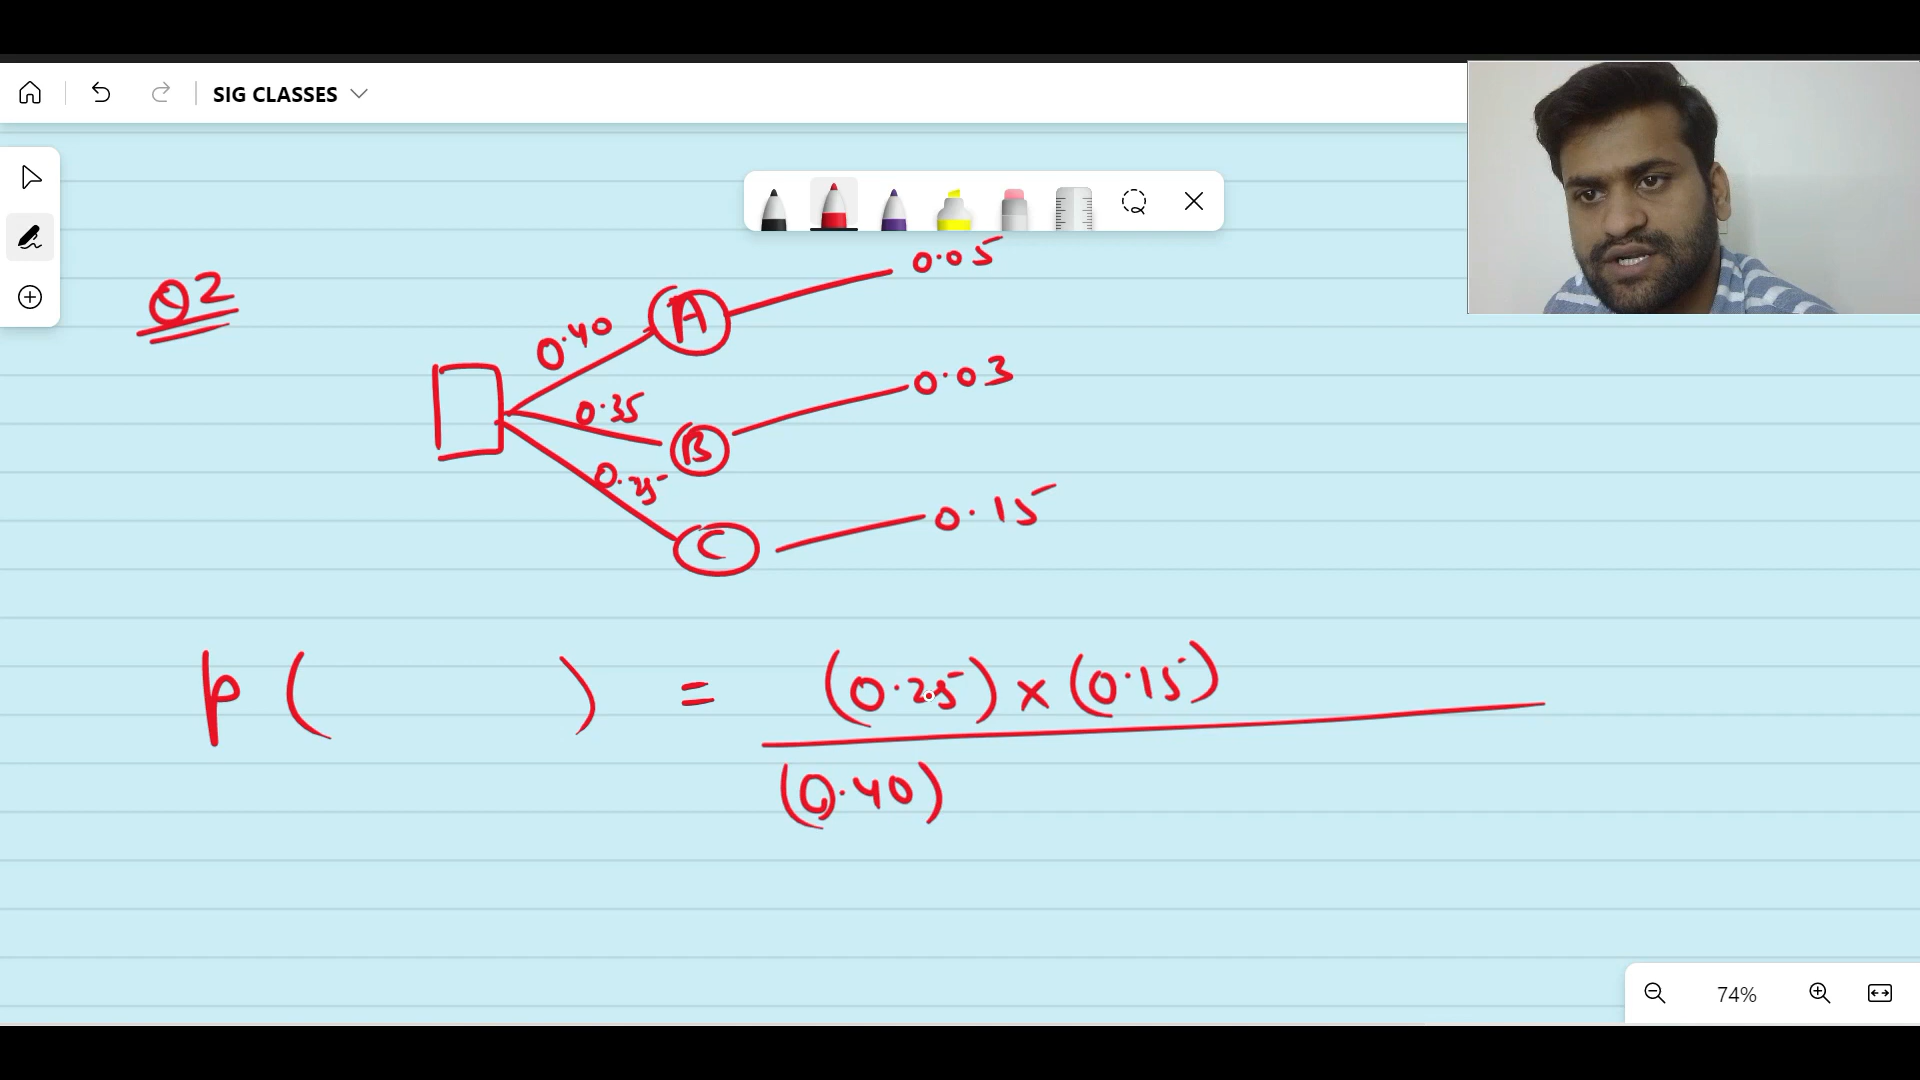 SIG CLASSES
Q2
0.05
0.40
A
0.03
0.35
B
0.25
0.15
C
P ( ) = (0.25) × (0.15)
(0.40)
74%